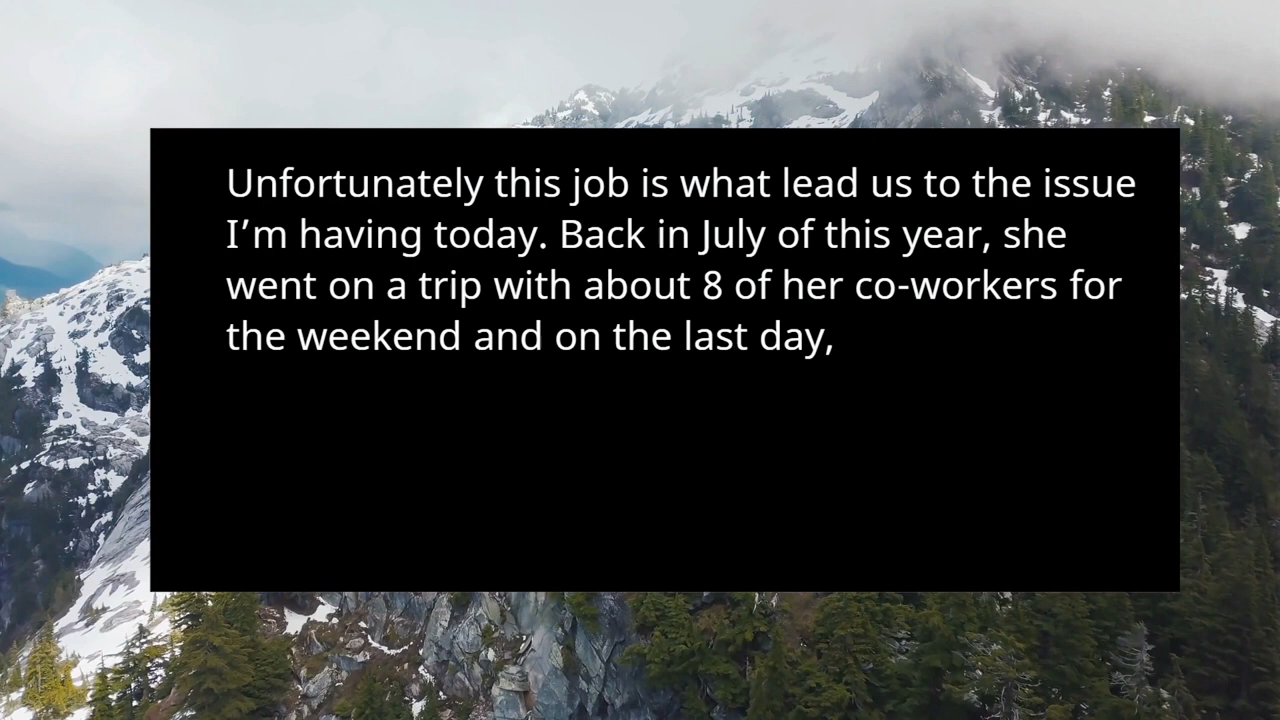 Unfortunately this job is what lead us to the issue
I’m having today. Back in July of this year, she
went on a trip with about 8 of her co-workers for
the weekend and on the last day,